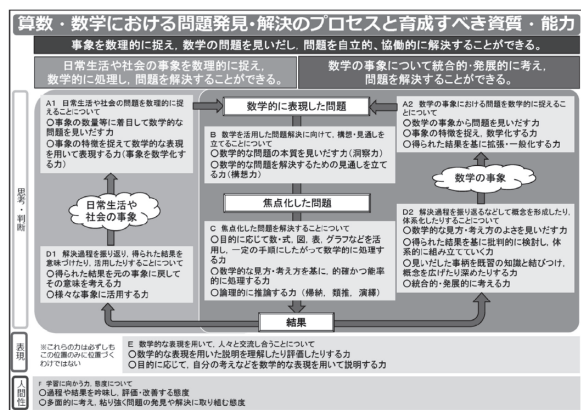 算数・数学における問題発見・解決のプロセスと育成すべき資質・能力
事象を数理的に捉え，数学の問題を見いだし，問題を自立的、協働的に解決することができる。
日常生活や社会の事象を数理的に捉え，
数学的に処理し，問題を解決することができる。
数学の事象について統合的・発展的に考え，
問題を解決することができる。
思考・判断
A1 日常生活や社会の問題を数理的に捉
えることについて
○事象の数量等に着目して数学的な
問題を見いだす力
○事象の特徴を捉えて数学的な表現
を用いて表現する力（事象を数学化す
る力）
日常生活や
社会の事象
D1 解決過程を振り返り，得られた結果を
意味づけたり，活用したりすることについて
○得られた結果を元の事象に戻して
その意味を考える力
○様々な事象に活用する力
数学的に表現した問題
B 数学を活用した問題解決に向けて，構想・見通し
を立てることについて
○数学的な問題の本質を見いだす力（洞察力）
○数学的な問題を解決するための見通しを立て
る力（構想力）
焦点化した問題
C 焦点化した問題を解決することについて
○目的に応じて数・式，図，表，グラフなどを活用
し，一定の手順にしたがって数学的に処理する
力
○数学的な見方・考え方を基に，的確かつ能率
的に処理する力
○論理的に推論する力（帰納，類推，演繹）
結果
A2 数学の事象における問題を数学的に捉えるこ
とについて
○数学の事象から問題を見いだす力
○事象の特徴を捉え，数学化する力
○得られた結果を基に拡張・一般化する力
数学の事象
D2 解決過程を振り返るなどして概念を形成したり，
体系化したりすることについて
○数学的な見方・考え方のよさを見いだす力
○得られた結果を基に批判的に検討し，体
系的に組み立てていく力
○見いだした事柄を既習の知識と結びつけ，
概念を広げたり深めたりする力
○統合的・発展的に考える力
表現
※これらの力は必ずしも
この位置のみに位置づく
わけではない
E 数学的な表現を用いて，人々と交流し合うことについて
○数学的な表現を用いた説明を理解したり評価したりする力
○目的に応じて，自分の考えなどを数学的な表現を用いて説明する力
人間性
F 学習に向かう力，態度について
○過程や結果を吟味し，評価・改善する態度
○多面的に考え，粘り強く問題の発見や解決に取り組む態度